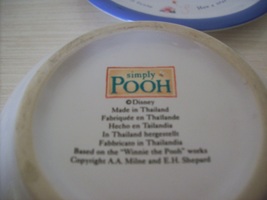 simply
POOH
© Disney
Made in Thailand
Fabriquée en Thaïlande
Hecho en Tailandia
In Thailand hergestellt
Fabbricato in Thailandia
Based on the "Winnie the Pooh" works
Copyright A.A. Milne and E.H. Shepard